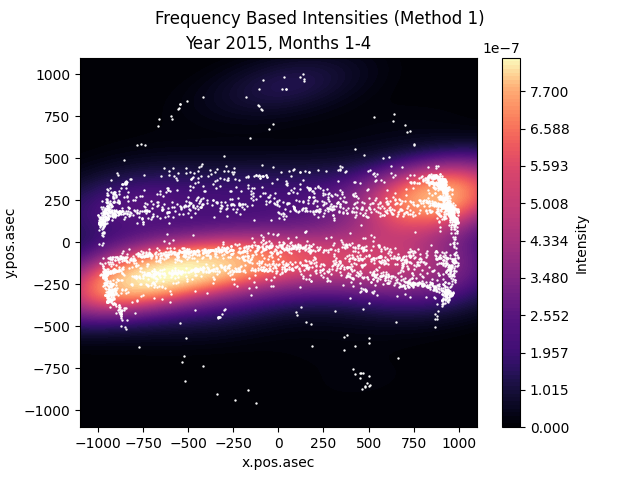 Frequency Based Intensities (Method 1)
Year 2015, Months 1-4
1e−7
1000
750
500
250
0
−250
−500
−750
−1000
y.pos.asec
−1000 −750 −500 −250 0 250 500 750 1000
x.pos.asec
7.700
6.588
5.593
5.008
4.334
3.480
2.552
1.957
1.015
0.000
Intensity